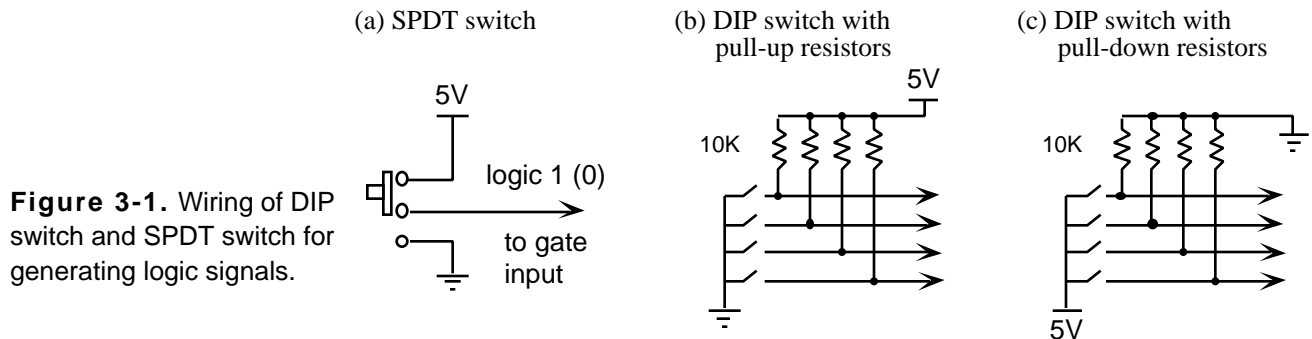 (a) SPDT switch
5V
logic 1 (0)
to gate
input
(b) DIP switch with
pull-up resistors
5V
10K
(c) DIP switch with
pull-down resistors
10K
5V
Figure 3-1. Wiring of DIP
switch and SPDT switch for
generating logic signals.